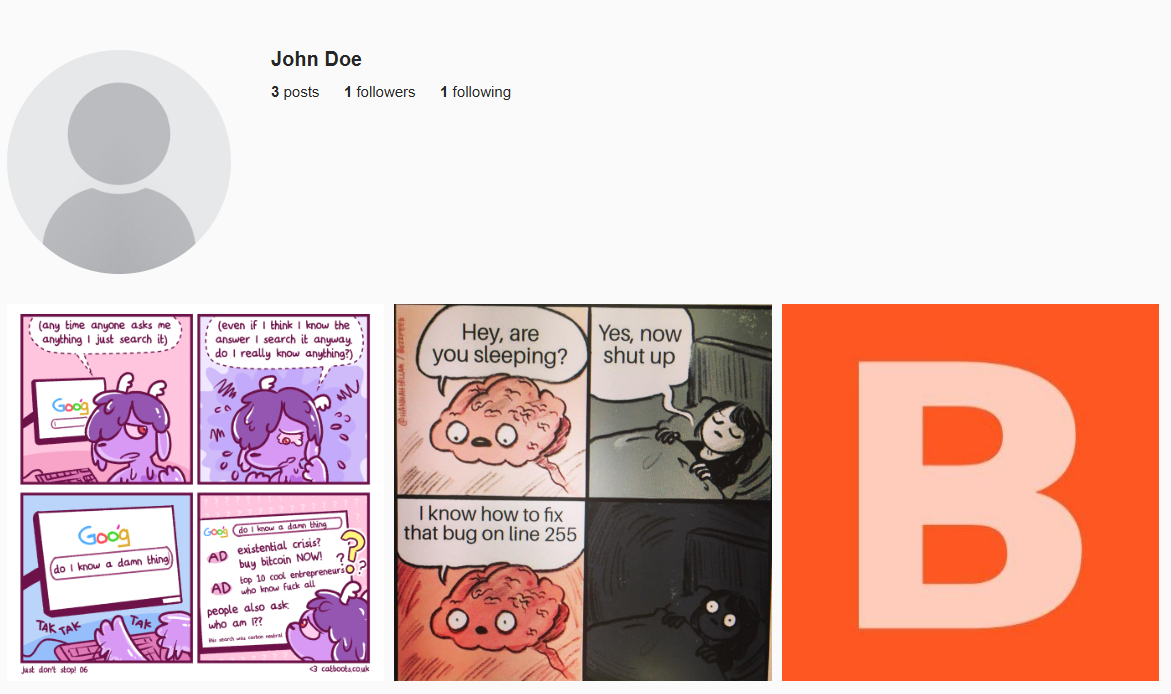 John Doe
3 posts 1 followers 1 following
(any time anyone asks me
anything I just search it)
Goog
(even if I think I know the
answer I search it anyway.
do I really know anything?)
Goog
do I know a damn thing
TAK TAK TAK
Goog do I know a damn thing
AD existential crisis?
buy bitcoin NOW!
AD top 10 cool entrepreneurs
who know fuck all
people also ask
who am I??
this search was carbon neutral
? ? ?
Just don't stop! 06
<3 catboots.co.uk
Hey, are
you sleeping?
Yes, now
shut up
I know how to fix
that bug on line 255
B